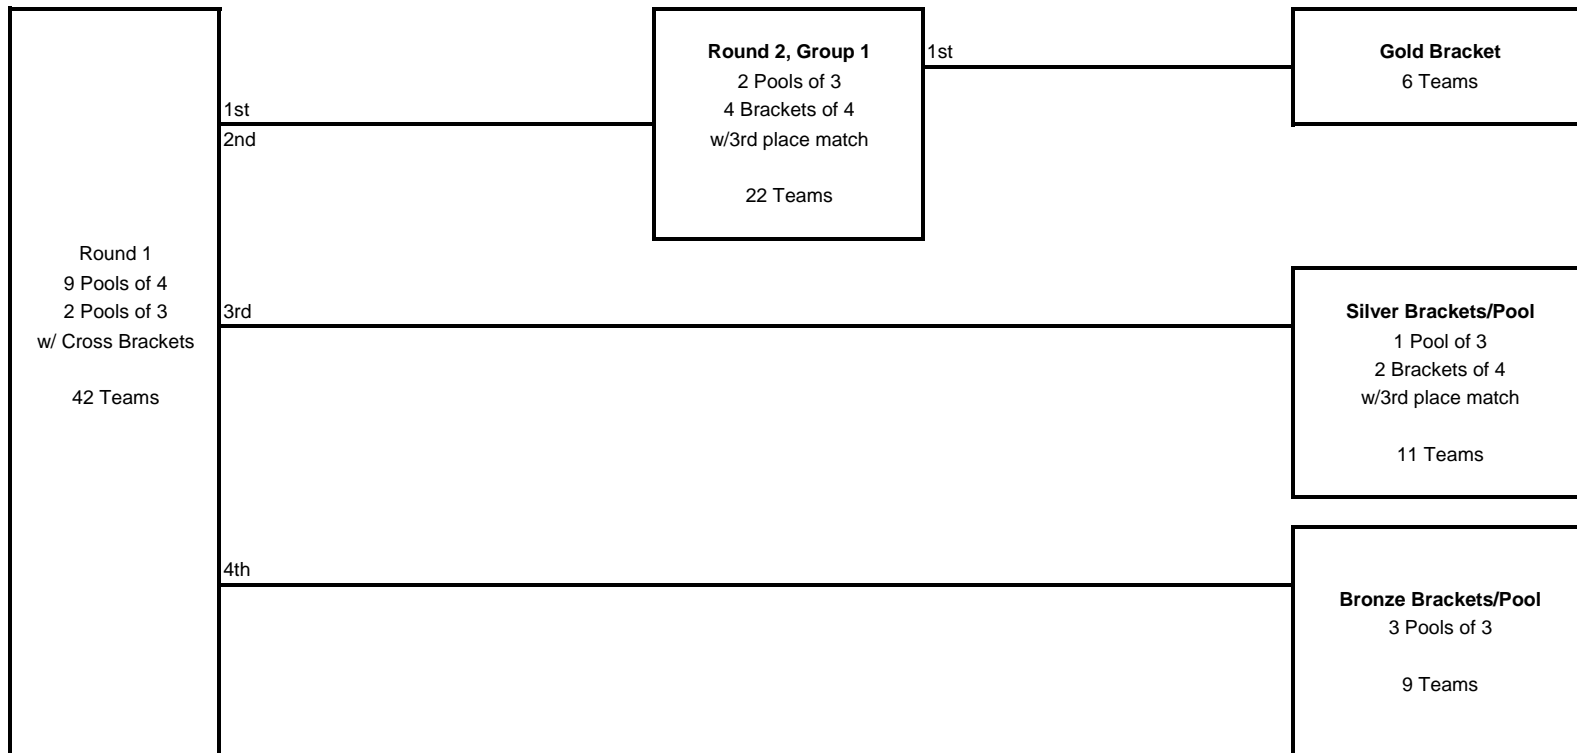 Round 1
9 Pools of 4
2 Pools of 3
w/ Cross Brackets
42 Teams
1st
2nd
3rd
4th
Round 2, Group 1
2 Pools of 3
4 Brackets of 4
w/3rd place match
22 Teams
1st
Gold Bracket
6 Teams
Silver Brackets/Pool
1 Pool of 3
2 Brackets of 4
w/3rd place match
11 Teams
Bronze Brackets/Pool
3 Pools of 3
9 Teams